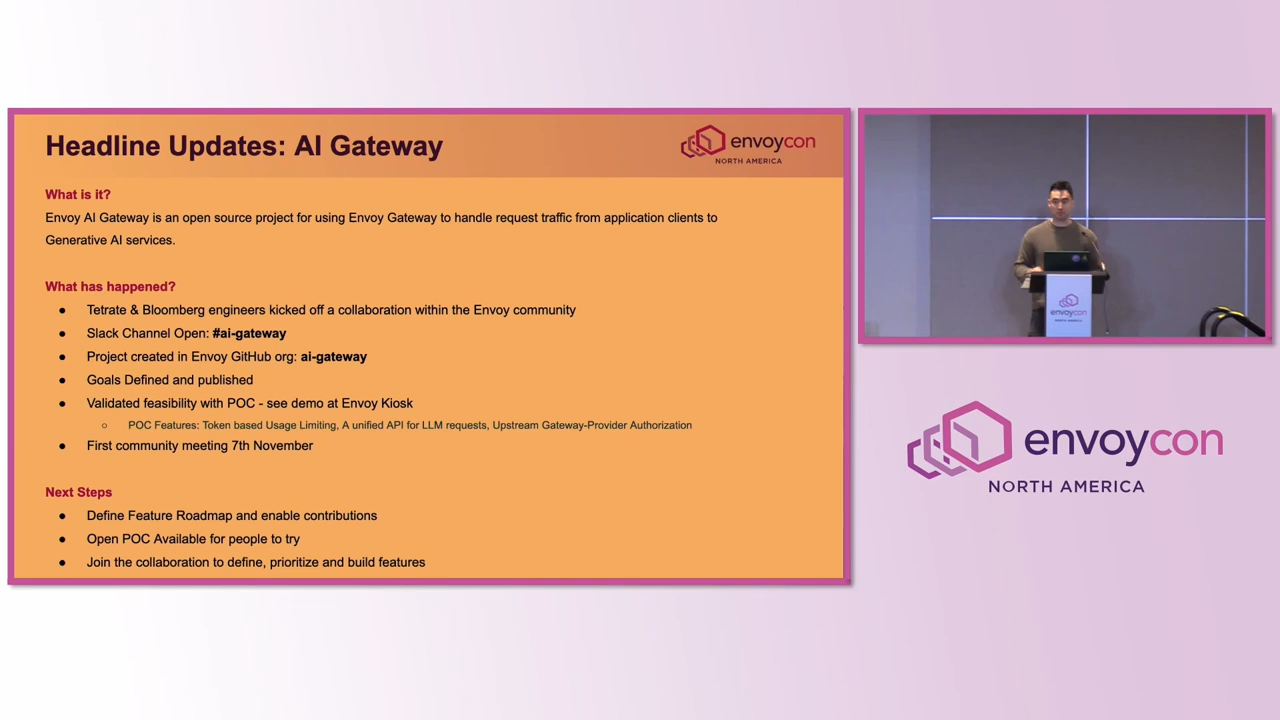 Headline Updates: AI Gateway
envoycon
NORTH AMERICA
What is it?
Envoy AI Gateway is an open source project for using Envoy Gateway to handle request traffic from application clients to
Generative AI services.
What has happened?
● Tetrate & Bloomberg engineers kicked off a collaboration within the Envoy community
● Slack Channel Open: #ai-gateway
● Project created in Envoy GitHub org: ai-gateway
● Goals Defined and published
● Validated feasibility with POC - see demo at Envoy Kiosk
○ POC Features: Token based Usage Limiting, A unified API for LLM requests, Upstream Gateway-Provider Authorization
● First community meeting 7th November
Next Steps
● Define Feature Roadmap and enable contributions
● Open POC Available for people to try
● Join the collaboration to define, prioritize and build features
envoycon
NORTH AMERICA
envoycon
NORTH AMERICA